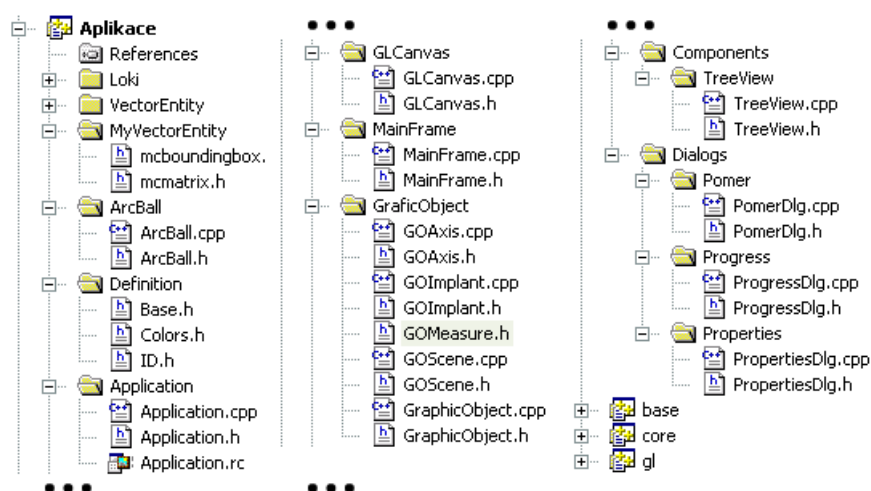 Aplikace
References
Loki
VectorEntity
MyVectorEntity
mcboundingbox.
mcmatrix.h
ArcBall
ArcBall.cpp
ArcBall.h
Definition
Base.h
Colors.h
ID.h
Application
Application.cpp
Application.h
Application.rc
GLCanvas
GLCanvas.cpp
GLCanvas.h
MainFrame
MainFrame.cpp
MainFrame.h
GraficObject
GOAxis.cpp
GOAxis.h
GOImplant.cpp
GOImplant.h
GOMeasure.h
GOScene.cpp
GOScene.h
GraphicObject.cpp
GraphicObject.h
Components
TreeView
TreeView.cpp
TreeView.h
Dialogs
Pomer
PomerDlg.cpp
PomerDlg.h
Progress
ProgressDlg.cpp
ProgressDlg.h
Properties
PropertiesDlg.cpp
PropertiesDlg.h
base
core
gl